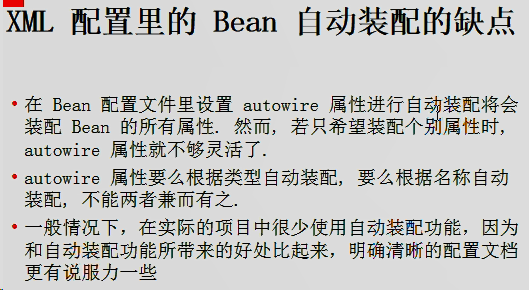 XML 配置里的 Bean 自动装配的缺点
• 在 Bean 配置文件里设置 autowire 属性进行自动装配将会
装配 Bean 的所有属性. 然而, 若只希望装配个别属性时,
autowire 属性就不够灵活了.
• autowire 属性要么根据类型自动装配, 要么根据名称自动
装配, 不能两者兼而有之.
• 一般情况下，在实际的项目中很少使用自动装配功能，因为
和自动装配功能所带来的好处比起来，明确清晰的配置文档
更有说服力一些